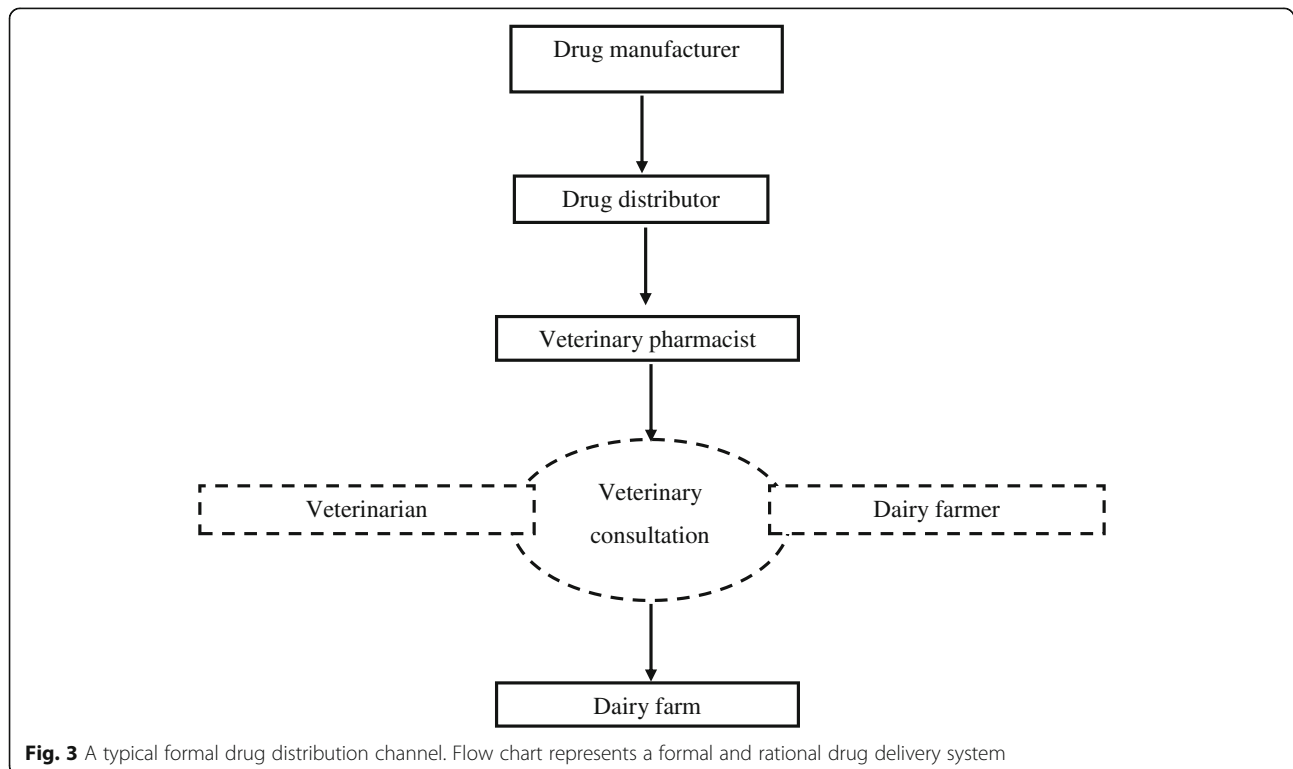 Drug manufacturer
Drug distributor
Veterinary pharmacist
Veterinarian
Veterinary
consultation
Dairy farmer
Dairy farm
Fig. 3 A typical formal drug distribution channel. Flow chart represents a formal and rational drug delivery system